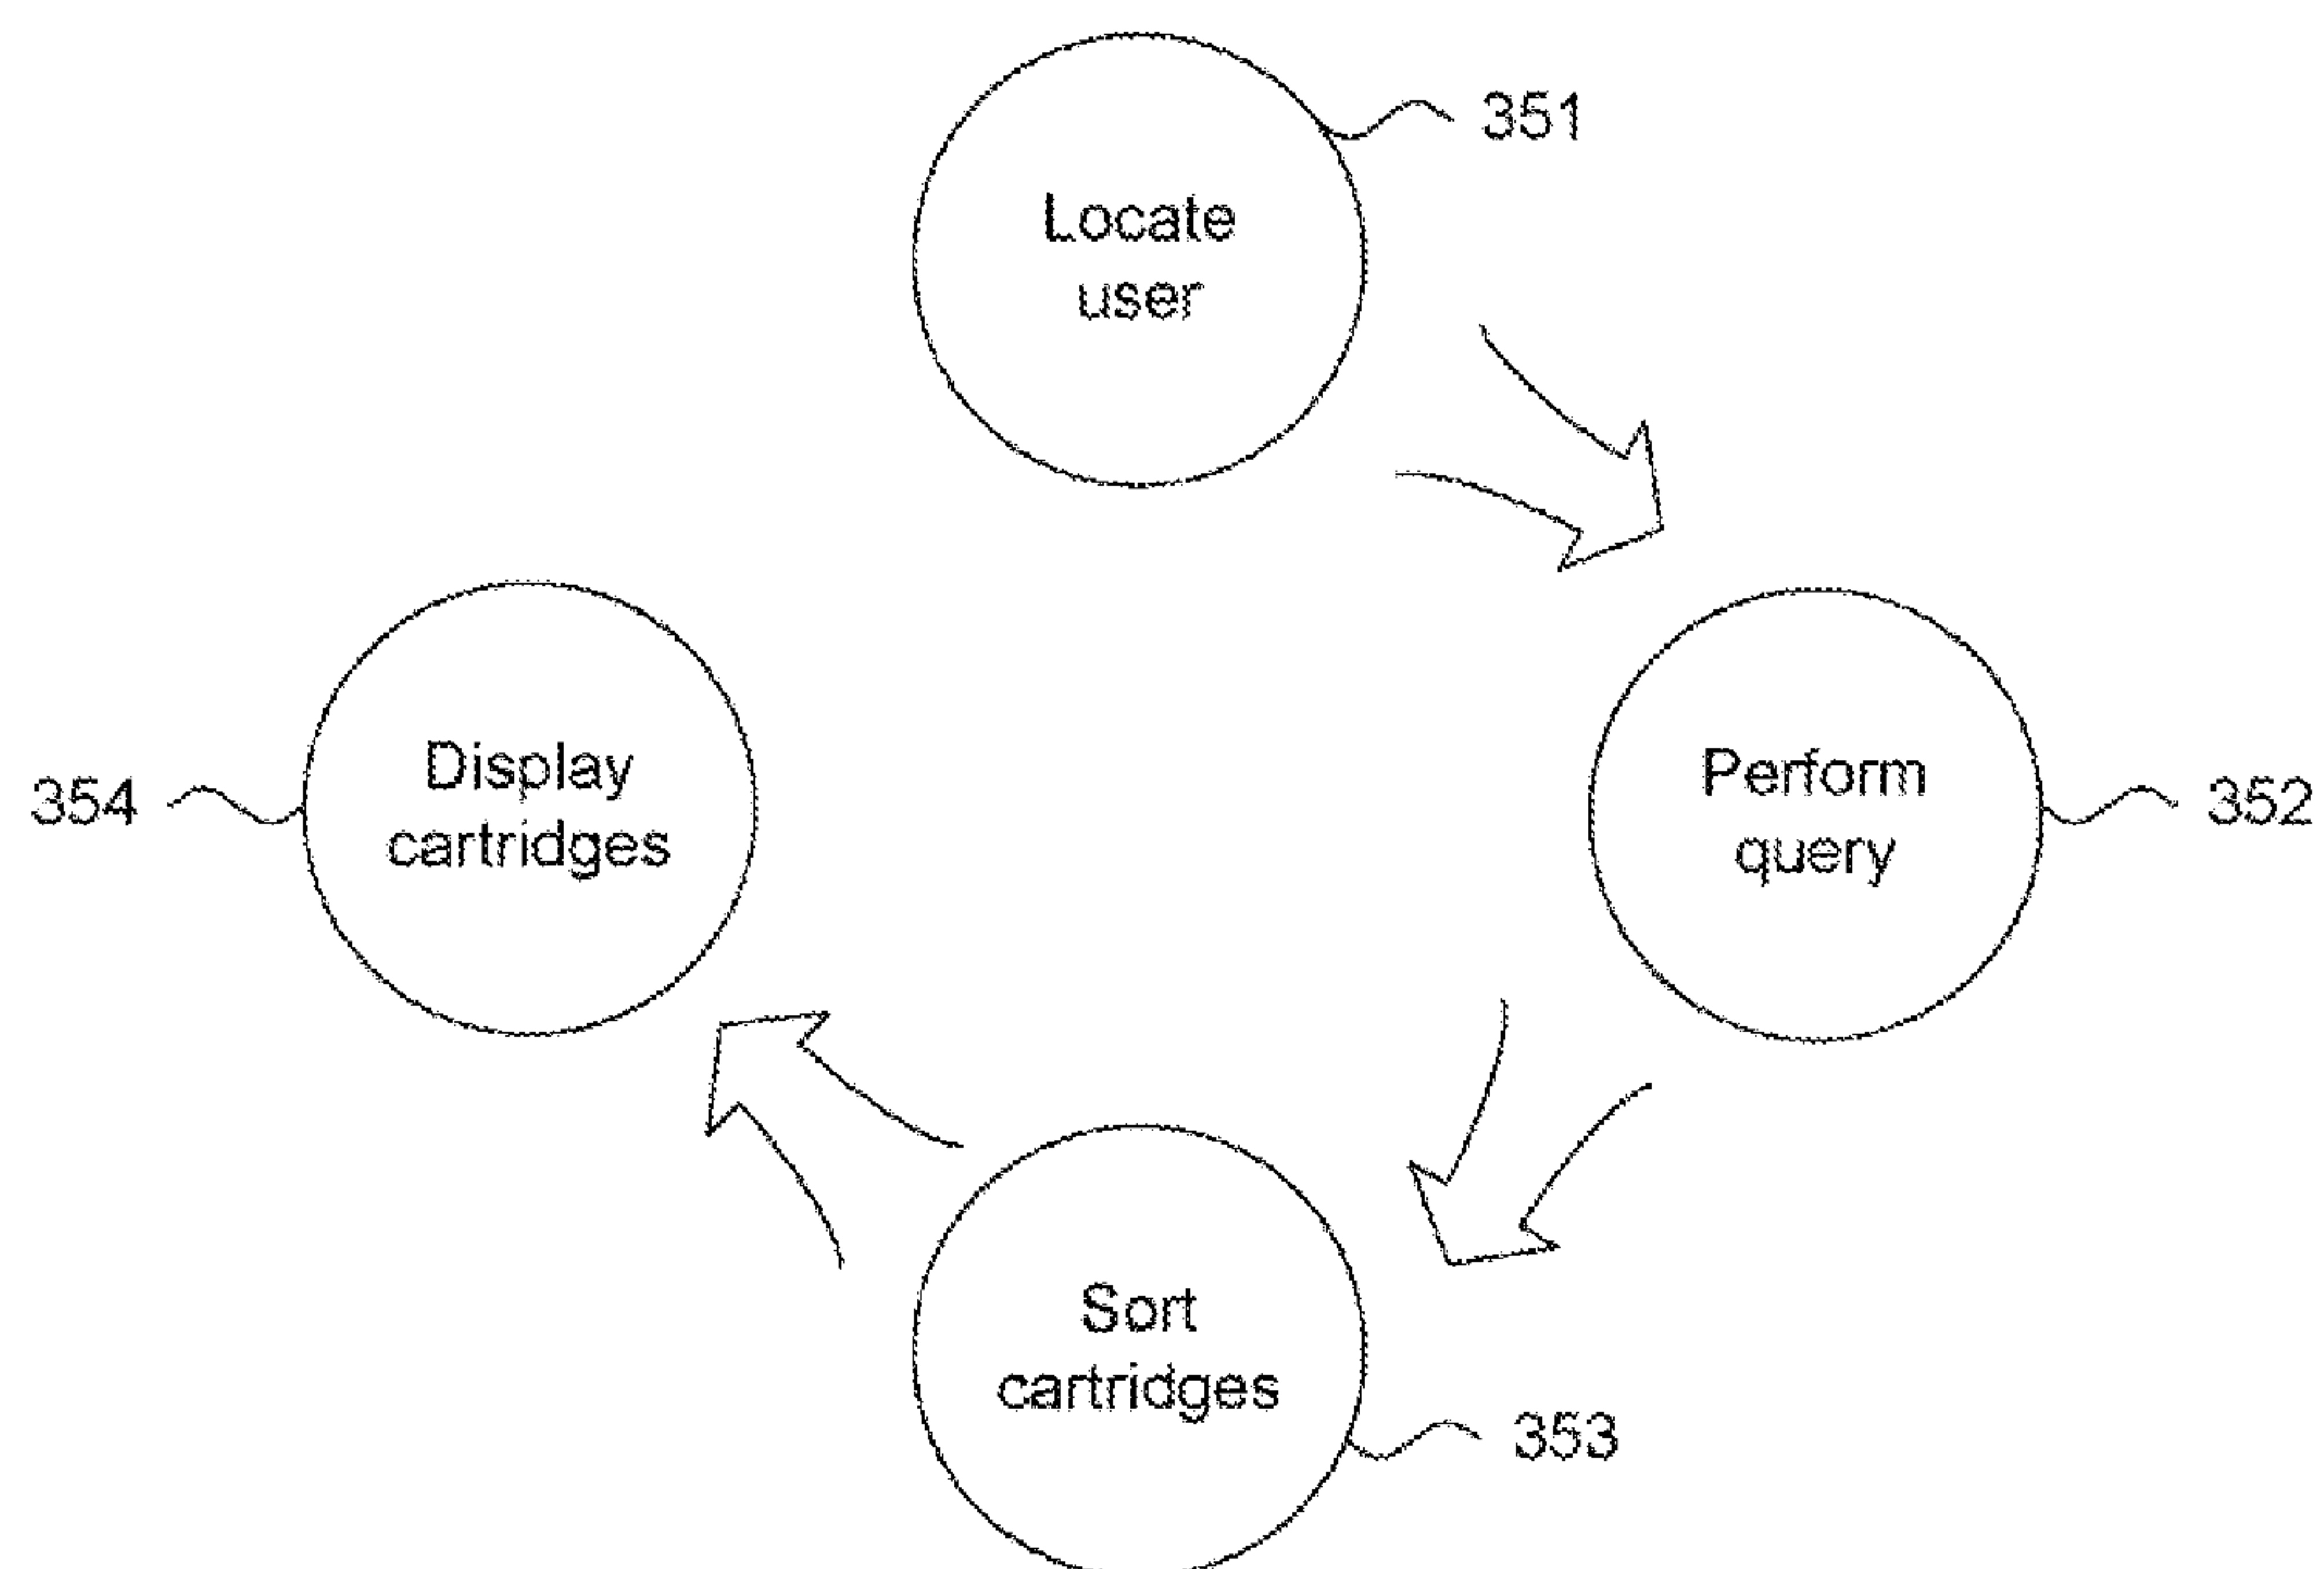 351
Locate
user
Display
cartridges
354
Perform
query
352
Sort
cartridges
353